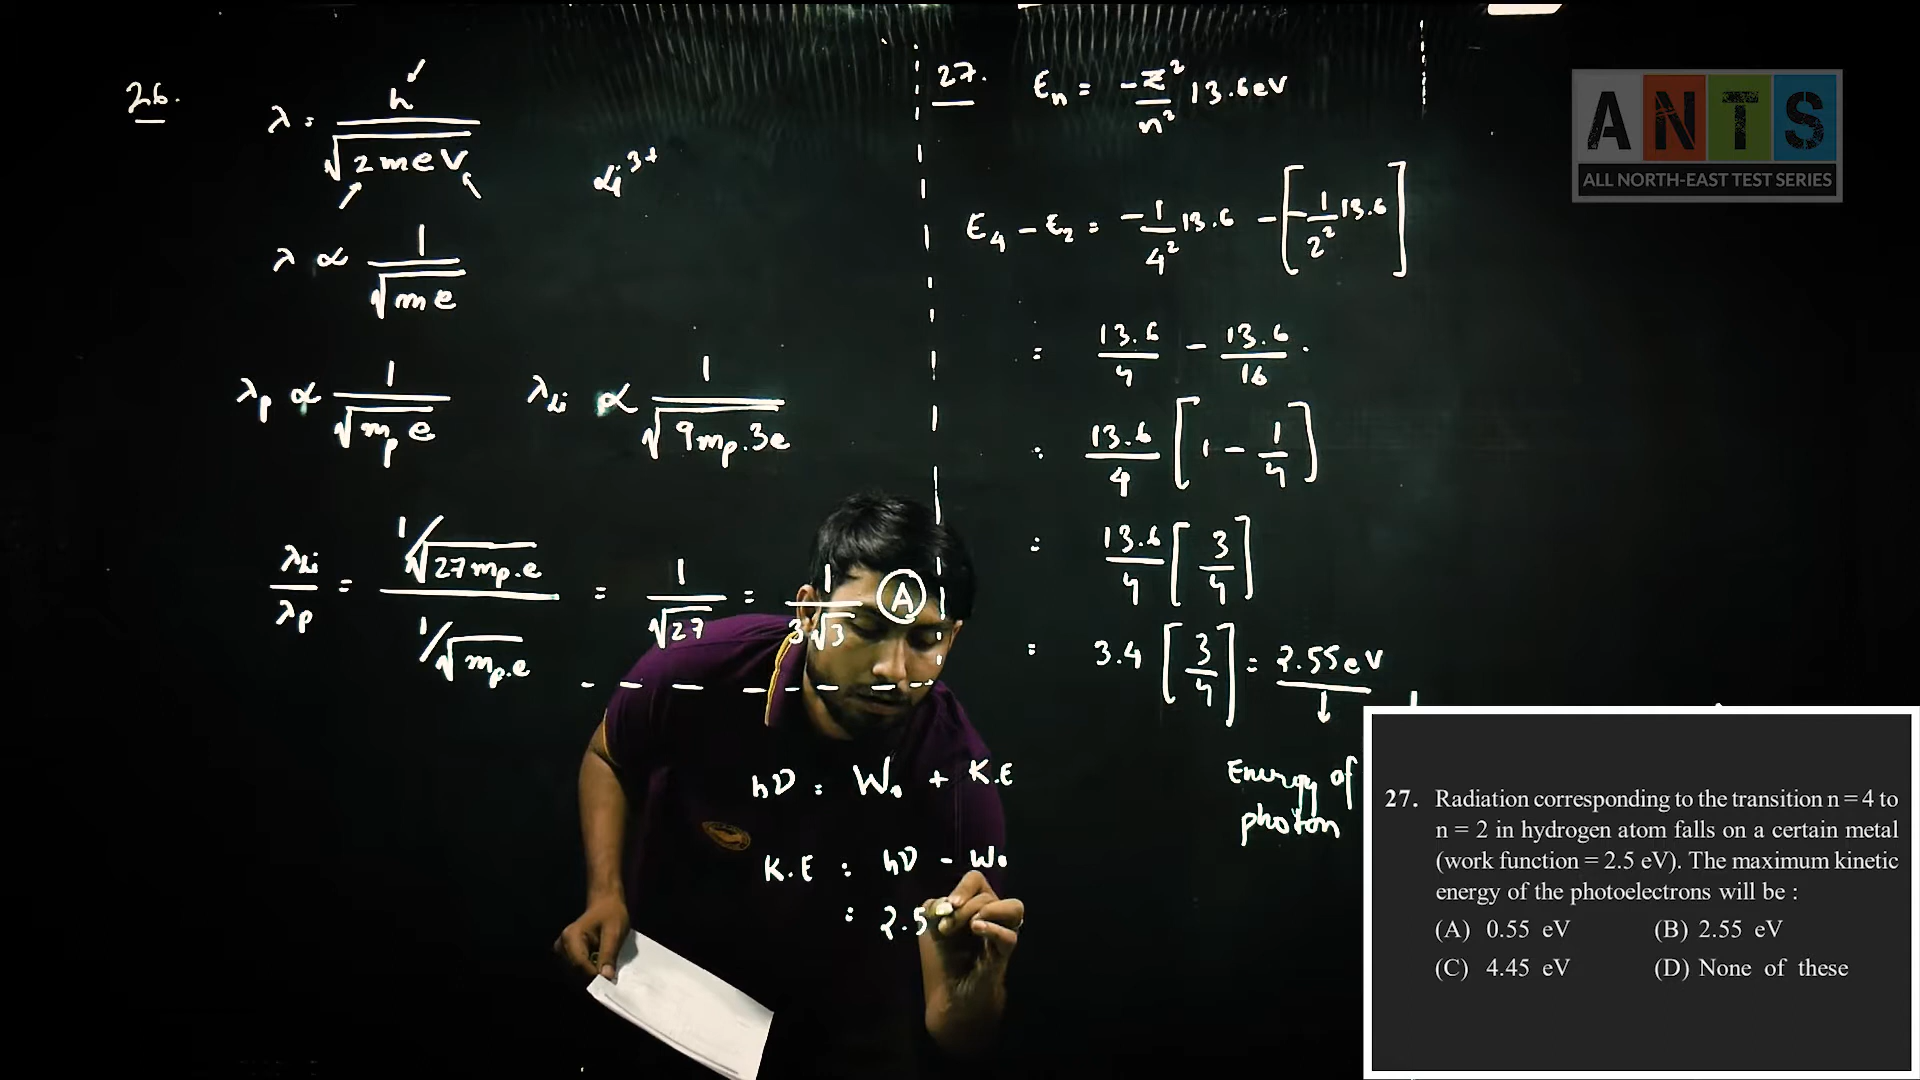 26.
λ = h / √2meV
Li³⁺
λ ∝ 1 / √me
λp ∝ 1 / √mp e
λLi ∝ 1 / √9mp.3e
λLi / λp = 1/√27mp.e / 1/√mp.e = 1 / √27 = 1 / 3√3 (A)
27.
En = -Z² / n² 13.6eV
E4 - E2 = -1 / 4² 13.6 - [-1 / 2² 13.6]
= 13.6 / 4 - 13.6 / 16 .
: 13.6 / 4 [1 - 1 / 4]
= 13.6 / 4 [3 / 4]
= 3.4 [3 / 4] = 2.55eV
↓
Energy of
photon
hν = W₀ + K.E
K.E = hν - W₀
= 2.5
ANTS
ALL NORTH-EAST TEST SERIES
27. Radiation corresponding to the transition n = 4 to
n = 2 in hydrogen atom falls on a certain metal
(work function = 2.5 eV). The maximum kinetic
energy of the photoelectrons will be :
(A) 0.55 eV (B) 2.55 eV
(C) 4.45 eV (D) None of these